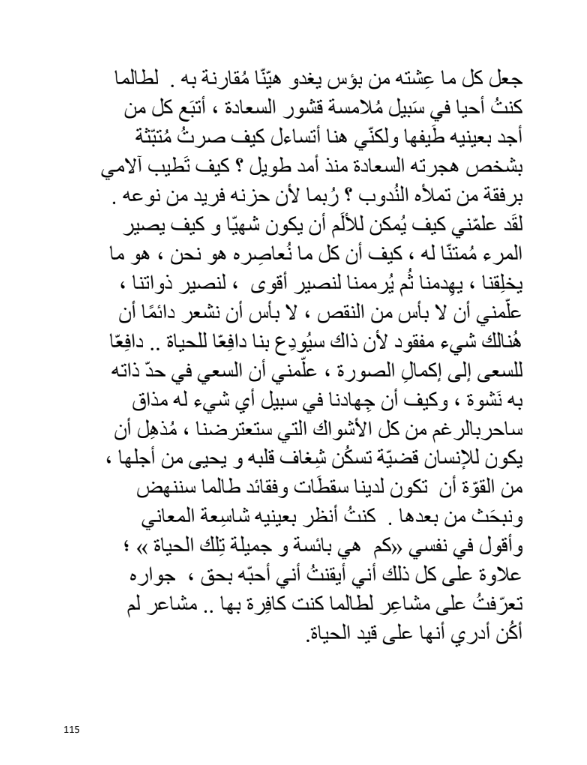 جعل كل ما عِشته من بؤس يغدو هيّنًا مُقارنة به . لطالما
كنتُ أحيا في سَبيل مُلامسة قشور السعادة ، أتبَع كل من
أجد بعينيه طَيفها ولكنّي هنا أتساءل كيف صرتُ مُتبّثة
بشخص هجرته السعادة منذ أمد طويل ؟ كيف تَطيب آلامي
برفقة من تملأه النُدوب ؟ رُبما لأن حزنه فريد من نوعه .
لقَد علمّني كيف يُمكن للألَم أن يكون شهيّا و كيف يصير
المرء مُمتنًا له ، كيف أن كل ما نُعاصِره هو نحن ، هو ما
يخلِقنا ، يهدمنا ثُم يُرممنا لنصير أقوى ، لنصير ذواتنا ،
علّمني أن لا بأس من النقص ، لا بأس أن نشعر دائمًا أن
هُنالك شيء مفقود لأن ذاك سيُودِع بنا دافِعًا للحياة .. دافِعًا
للسعى إلى إكمالِ الصورة ، علّمني أن السعي في حدّ ذاته
به نَشوة ، وكيف أن جِهادنا في سبيل أي شيء له مذاق
ساحربالرغم من كل الأشواك التي ستعترضنا ، مُذهِل أن
يكون للإنسان قضيّة تسكُن شِغاف قلبه و يحيى من أجلها ،
من القوّة أن تكون لدينا سقطَات وفقائد طالما سننهض
ونبحَث من بعدها . كنتُ أنظر بعينيه شاسِعة المعاني
وأقول في نفسي «كم هي بائسة و جميلة تِلك الحياة » ؛
علاوة على كل ذلك أني أيقنتُ أني أحبّه بحق ، جواره
تعرّفتُ على مشاعِر لطالما كنت كافِرة بها .. مشاعر لم
أكُن أدري أنها على قيد الحياة.
115